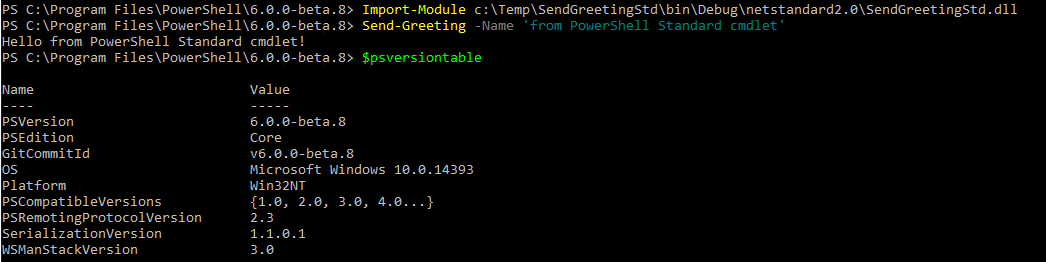 PS C:\Program Files\PowerShell\6.0.0-beta.8> Import-Module c:\Temp\SendGreetingStd\bin\Debug\netstandard2.0\SendGreetingStd.dll
PS C:\Program Files\PowerShell\6.0.0-beta.8> Send-Greeting -Name 'from PowerShell Standard cmdlet'
Hello from PowerShell Standard cmdlet!
PS C:\Program Files\PowerShell\6.0.0-beta.8> $psversiontable
Name Value
---- -----
PSVersion 6.0.0-beta.8
PSEdition Core
GitCommitId v6.0.0-beta.8
OS Microsoft Windows 10.0.14393
Platform Win32NT
PSCompatibleVersions {1.0, 2.0, 3.0, 4.0...}
PSRemotingProtocolVersion 2.3
SerializationVersion 1.1.0.1
WSManStackVersion 3.0